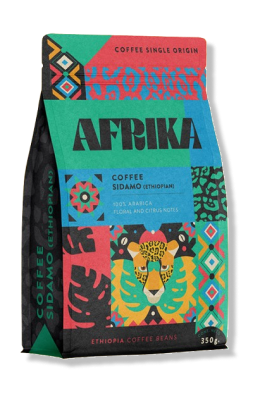 COFFEE SINGLE ORIGIN
AFRIKA
COFFEE
SIDAMO (ETHIOPIAN)
100% ARABICA
FLORAL AND CITRUS NOTES
350g.
ETHIOPIA COFFEE BEANS
COFFEE
SIDAMO (ETHIOPIAN)